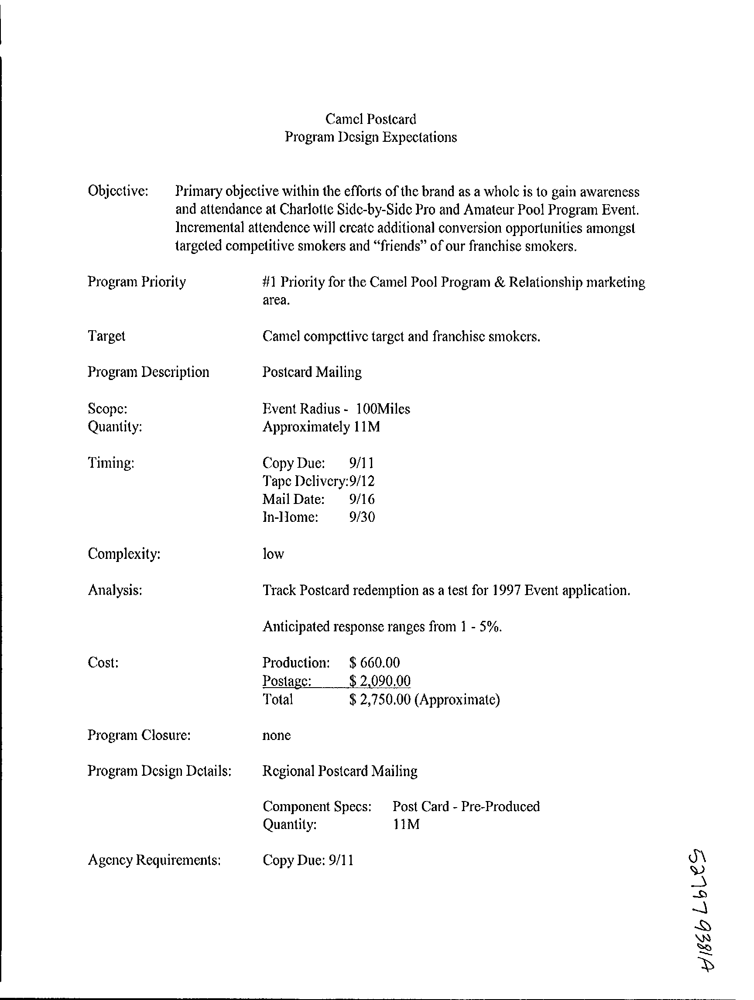 Camel Postcard
Program Design Expectations
Objective: Primary objective within the efforts of the brand as a whole is to gain awareness
and attendance at Charlotte Side-by-Side Pro and Amateur Pool Program Event.
Incremental attendence will create additional conversion opportunities amongst
targeted competitive smokers and "friends" of our franchise smokers.
Program Priority #1 Priority for the Camel Pool Program & Relationship marketing
area.
Target Camel compettive target and franchise smokers.
Program Description Postcard Mailing
Scope: Event Radius - 100Miles
Quantity: Approximately 11M
Timing: Copy Due: 9/11
Tape Delivery:9/12
Mail Date: 9/16
In-Home: 9/30
Complexity: low
Analysis: Track Postcard redemption as a test for 1997 Event application.
Anticipated response ranges from 1 - 5%.
Cost: Production: $ 660.00
Postage: $ 2,090.00
Total $ 2,750.00 (Approximate)
Program Closure: none
Program Design Details: Regional Postcard Mailing
Component Specs: Post Card - Pre-Produced
Quantity: 11M
Agency Requirements: Copy Due: 9/11
52797 9381A